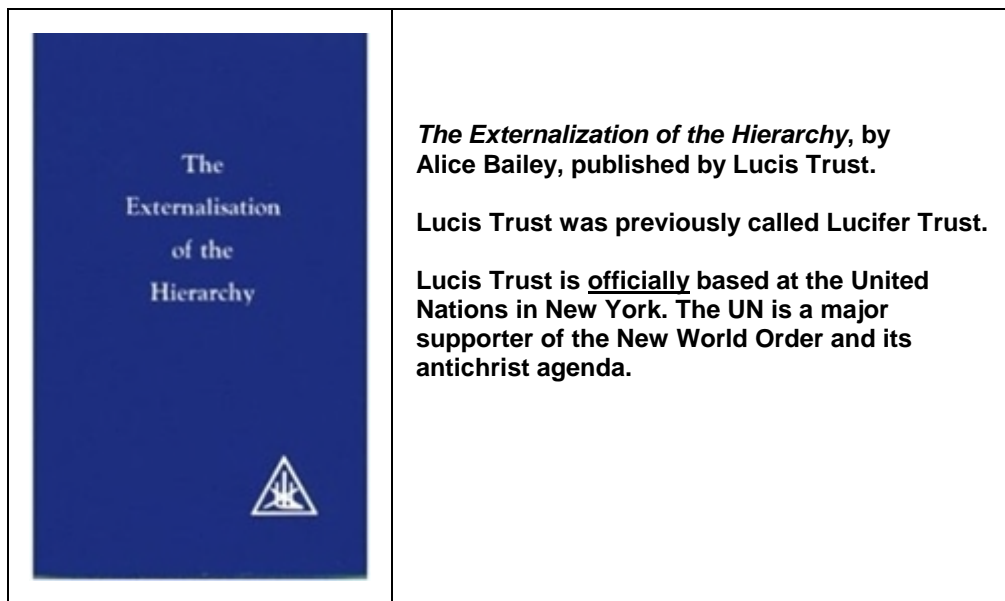 The
Externalisation
of the
Hierarchy
The Externalization of the Hierarchy, by
Alice Bailey, published by Lucis Trust.
Lucis Trust was previously called Lucifer Trust.
Lucis Trust is officially based at the United
Nations in New York. The UN is a major
supporter of the New World Order and its
antichrist agenda.